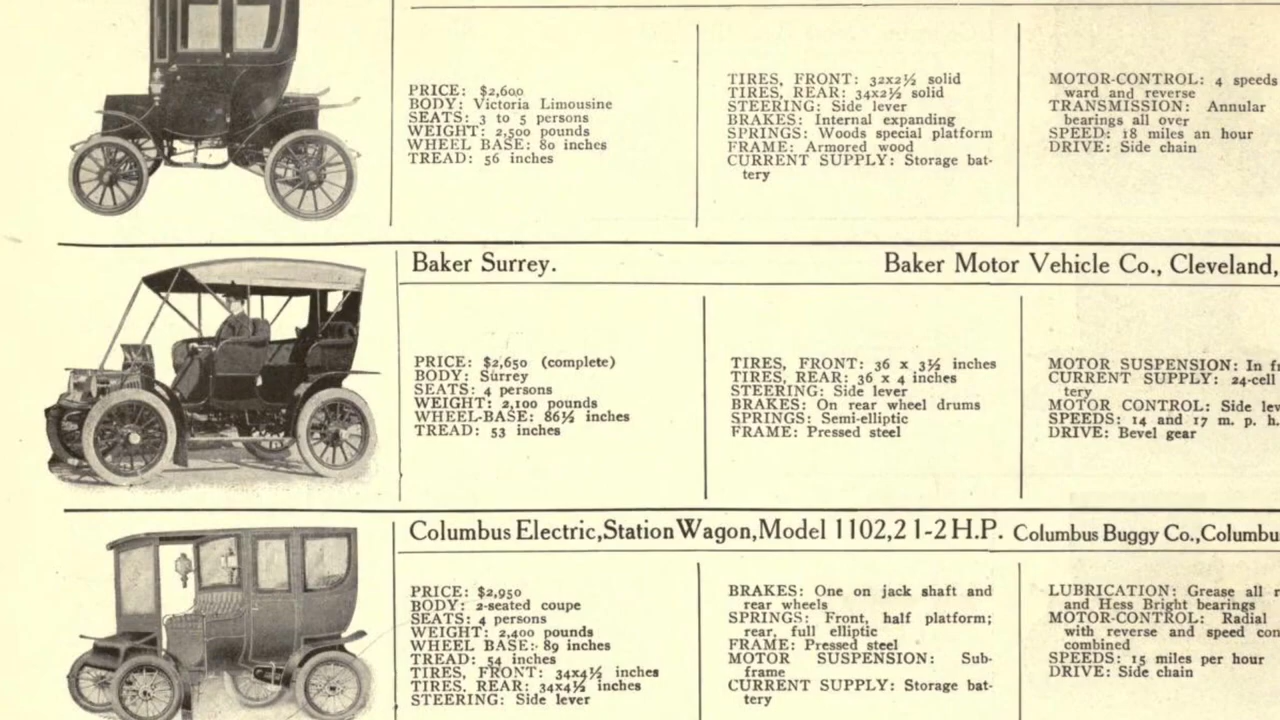 PRICE: $2,600
BODY: Victoria Limousine
SEATS: 3 to 5 persons
WEIGHT: 2,500 pounds
WHEEL BASE: 80 inches
TREAD: 56 inches
TIRES, FRONT: 32x2½ solid
TIRES, REAR: 34x2½ solid
STEERING: Side lever
BRAKES: Internal expanding
SPRINGS: Woods special platform
FRAME: Armored wood
CURRENT SUPPLY: Storage bat-
tery
MOTOR-CONTROL: 4 speeds
ward and reverse
TRANSMISSION: Annular
bearings all over
SPEED: 18 miles an hour
DRIVE: Side chain
Baker Surrey.
Baker Motor Vehicle Co., Cleveland,
PRICE: $2,650 (complete)
BODY: Surrey
SEATS: 4 persons
WEIGHT: 2,100 pounds
WHEEL-BASE: 86½ inches
TREAD: 53 inches
TIRES, FRONT: 36 x 3½ inches
TIRES, REAR: 36 x 4 inches
STEERING: Side lever
BRAKES: On rear wheel drums
SPRINGS: Semi-elliptic
FRAME: Pressed steel
MOTOR SUSPENSION: In
CURRENT SUPPLY: 24-cell
tery
MOTOR CONTROL: Side
SPEEDS: 14 and 17 m. p. h.
DRIVE: Bevel gear
Columbus Electric, Station Wagon, Model 1102, 2 1-2 H.P.
Columbus Buggy Co.,
PRICE: $2,950
BODY: 2-seated coupe
SEATS: 4 persons
WEIGHT: 2,400 pounds
WHEEL BASE: 89 inches
TREAD: 54 inches
TIRES, FRONT: 34x4½ inches
TIRES, REAR: 34x4½ inches
STEERING: Side lever
BRAKES: One on jack shaft and
rear wheels
SPRINGS: Front, half platform;
rear, full elliptic
FRAME: Pressed steel
MOTOR SUSPENSION: Sub-
frame
CURRENT SUPPLY: Storage bat-
tery
LUBRICATION: Grease all
and Hess Bright bearings
MOTOR-CONTROL: Radial
with reverse and speed
combined
SPEEDS: 15 miles per hour
DRIVE: Side chain